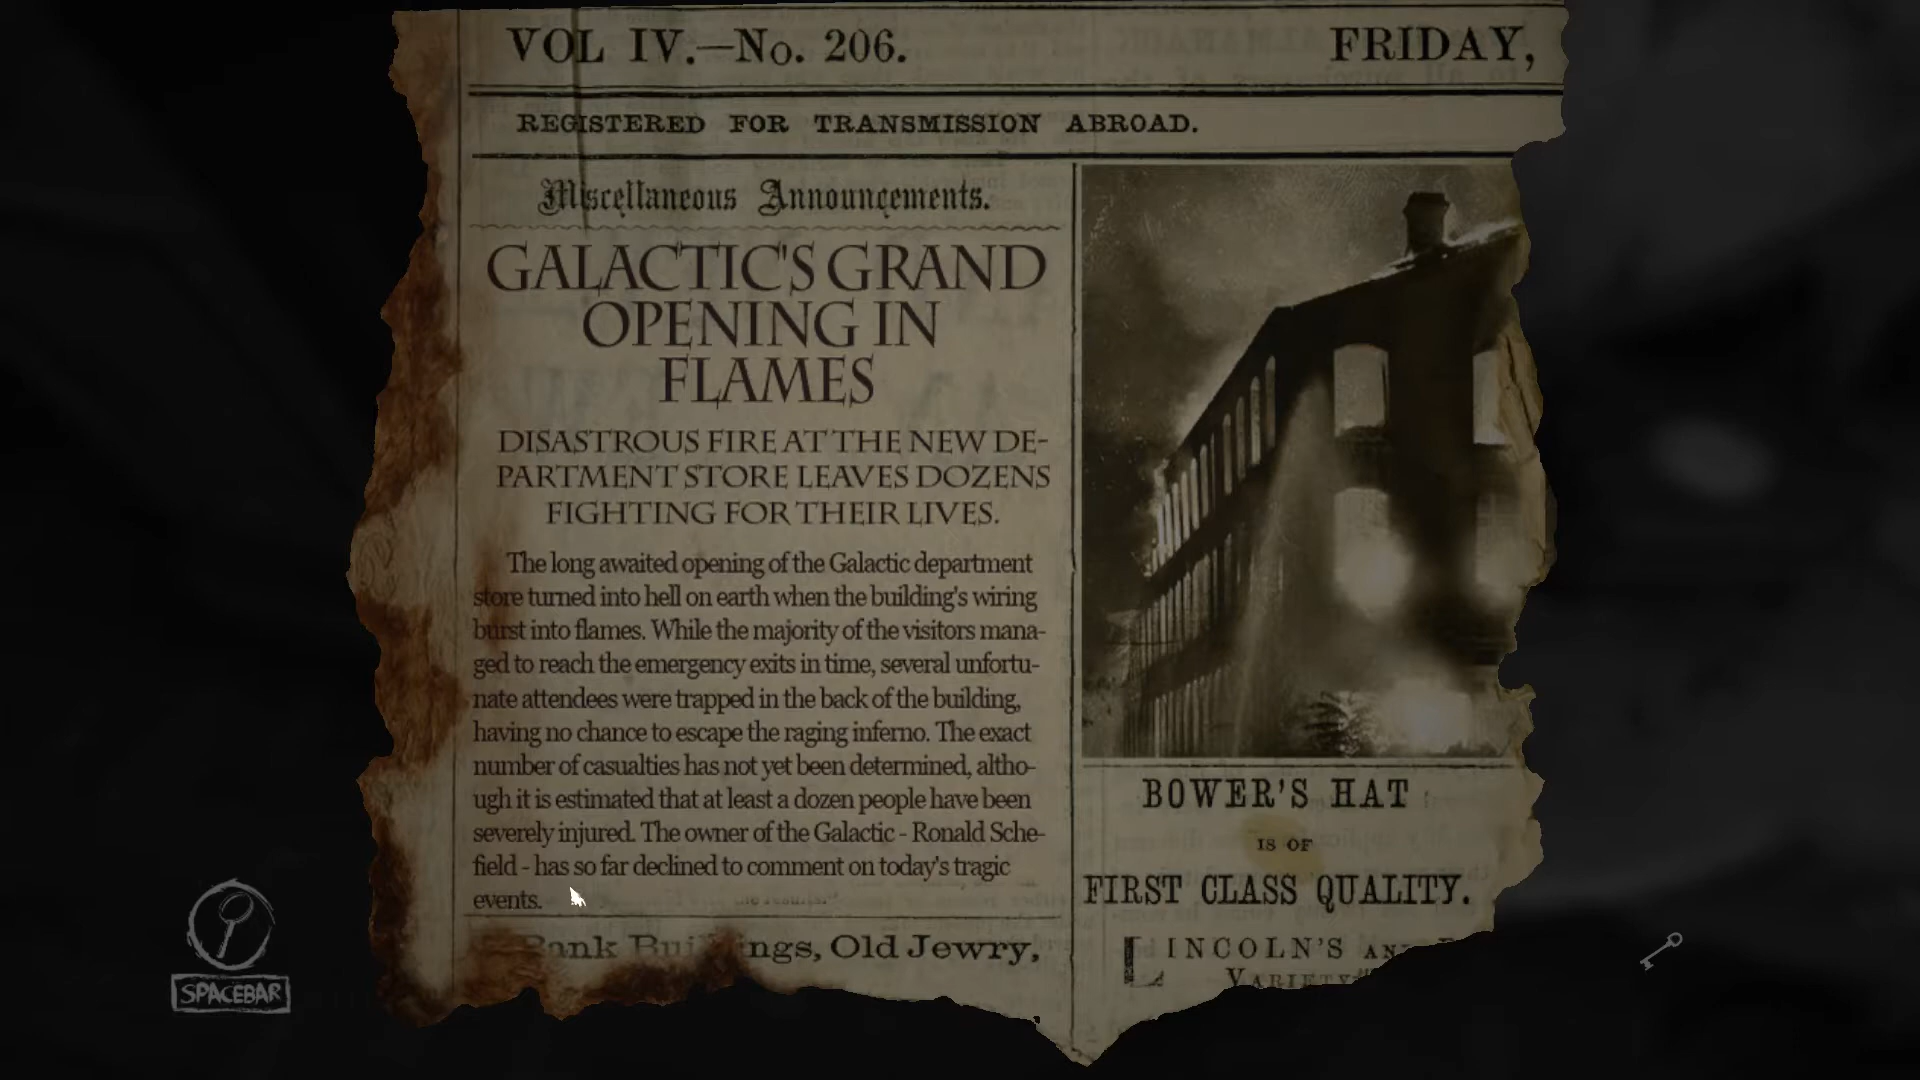 VOL IV.—No. 206.
FRIDAY,
REGISTERED FOR TRANSMISSION ABROAD.
Miscellaneous Announcements.
GALACTIC'S GRAND
OPENING IN
FLAMES
DISASTROUS FIRE AT THE NEW DE-
PARTMENT STORE LEAVES DOZENS
FIGHTING FOR THEIR LIVES.
The long awaited opening of the Galactic department
store turned into hell on earth when the building's wiring
burst into flames. While the majority of the visitors mana-
ged to reach the emergency exits in time, several unfortu-
nate attendees were trapped in the back of the building,
having no chance to escape the raging inferno. The exact
number of casualties has not yet been determined, altho-
ugh it is estimated that at least a dozen people have been
severely injured. The owner of the Galactic - Ronald Sche-
field - has so far declined to comment on today's tragic
events.
Old Jewry,
BOWER'S HAT
IS OF
FIRST CLASS QUALITY.
LINCOLN'S
VARIETY
SPACEBAR